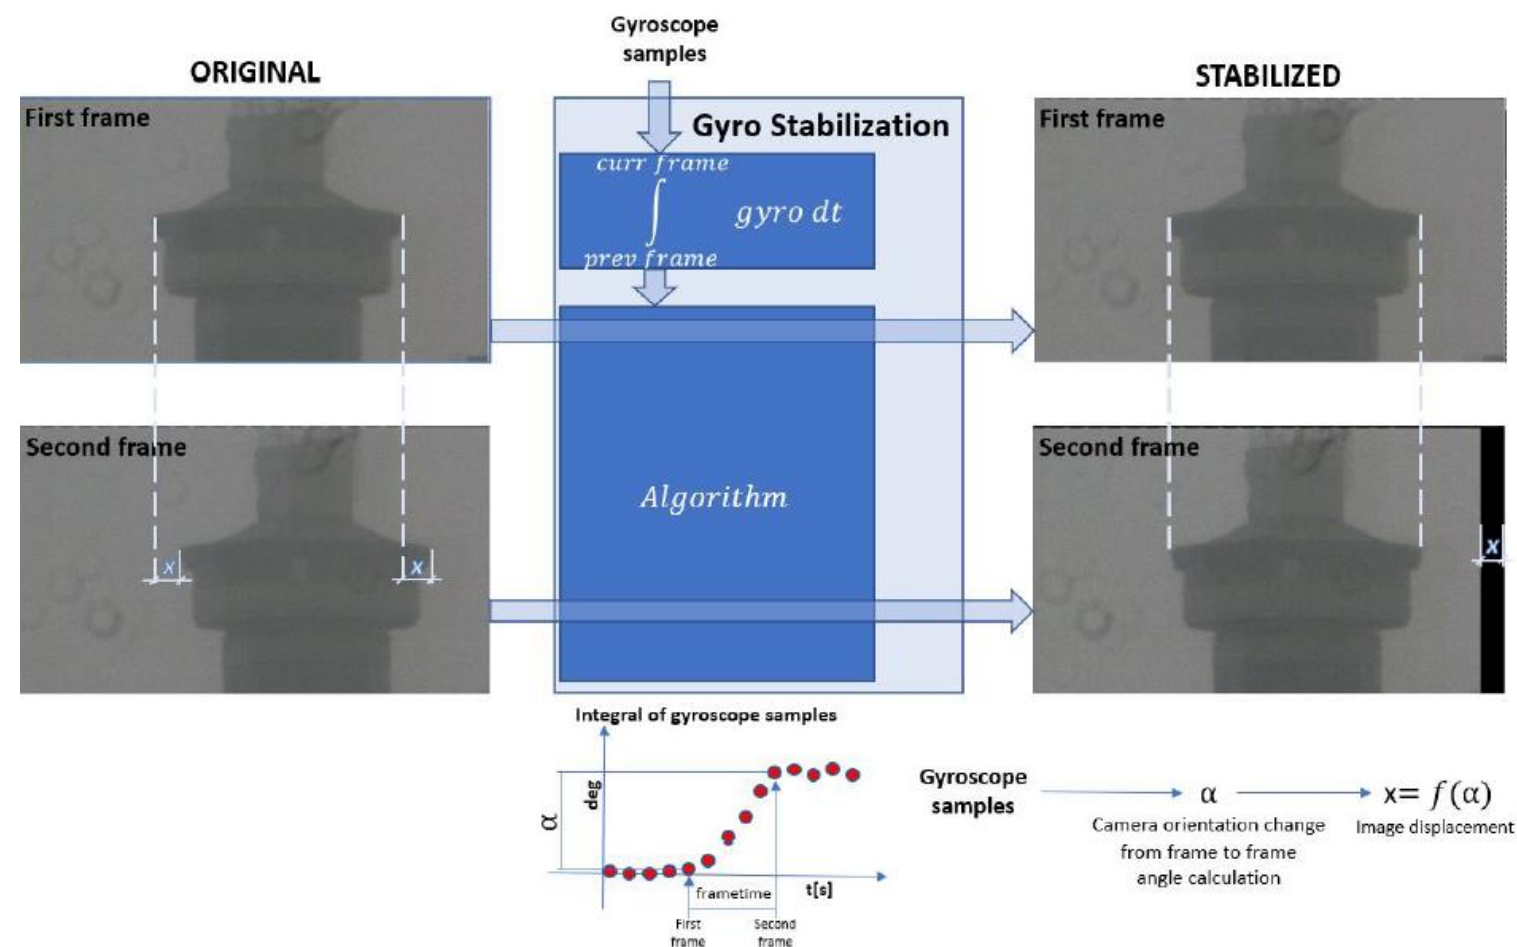 Gyroscope
samples
ORIGINAL
STABILIZED
First frame
Gyro Stabilization
First frame
curr frame
∫ gyro dt
prev frame
Second frame
Second frame
Algorithm
x
x
x
Integral of gyroscope samples
deg
α
frametime
t[s]
First
frame
Second
frame
Gyroscope
samples
α
x= f(α)
Camera orientation change
from frame to frame
angle calculation
Image displacement